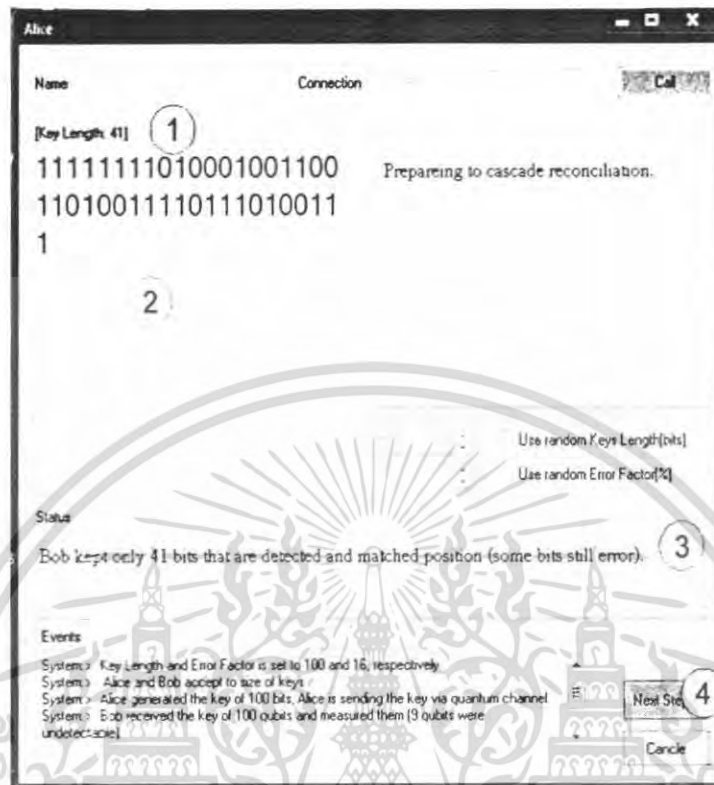 Alice
Name Connection Call
[Key Length: 41] 1
11111111010001001100
11010011110111010011
1
Prepareing to cascade reconciliation.
2
Use random Keys Length[bits]
Use random Error Factor[%]
Status
Bob kept only 41 bits that are detected and matched position (some bits still error). 3
Events
System:> Key Length and Error Factor is set to 100 and 16, respectively
System:> Alice and Bob accept to size of keys
System:> Alice generated the key of 100 bits, Alice is sending the key via quantum channel
System:> Bob received the key of 100 qubits and measured them [9 qubits were
undetectable]
Next Step 4
Cancle